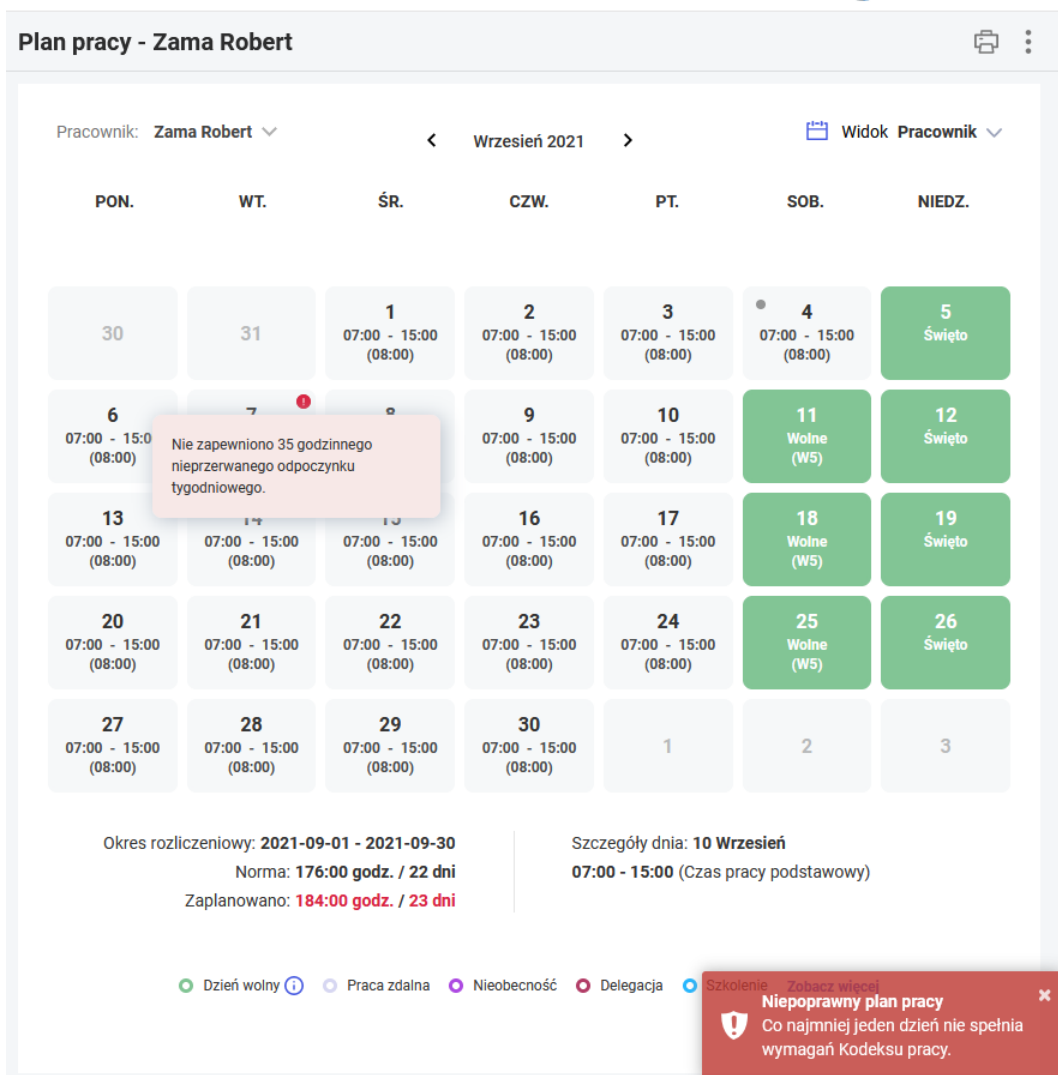 Plan pracy - Zama Robert
Pracownik: Zama Robert
Wrzesień 2021
Widok Pracownik
PON. WT. ŚR. CZW. PT. SOB. NIEDZ.
30 31 1 2 3 4 5
07:00 - 15:00 07:00 - 15:00 07:00 - 15:00 07:00 - 15:00 Święto
(08:00) (08:00) (08:00) (08:00)
6 9 10 11 12
07:00 - 15:0 07:00 - 15:00 07:00 - 15:00 Wolne Święto
(08:00) (08:00) (08:00) (W5)
Nie zapewniono 35 godzinnego
nieprzerwanego odpoczynku
tygodniowego.
13 14 15 16 17 18 19
07:00 - 15:00 07:00 - 15:00 07:00 - 15:00 07:00 - 15:00 07:00 - 15:00 Wolne Święto
(08:00) (08:00) (08:00) (08:00) (08:00) (W5)
20 21 22 23 24 25 26
07:00 - 15:00 07:00 - 15:00 07:00 - 15:00 07:00 - 15:00 07:00 - 15:00 Wolne Święto
(08:00) (08:00) (08:00) (08:00) (08:00) (W5)
27 28 29 30 1 2 3
07:00 - 15:00 07:00 - 15:00 07:00 - 15:00 07:00 - 15:00
(08:00) (08:00) (08:00) (08:00)
Okres rozliczeniowy: 2021-09-01 - 2021-09-30
Norma: 176:00 godz. / 22 dni
Zaplanowano: 184:00 godz. / 23 dni
Szczegóły dnia: 10 Wrzesień
07:00 - 15:00 (Czas pracy podstawowy)
Dzień wolny Praca zdalna Nieobecność Delegacja Szkolenie Zobacz więcej
Niepoprawny plan pracy
Co najmniej jeden dzień nie spełnia
wymagań Kodeksu pracy.